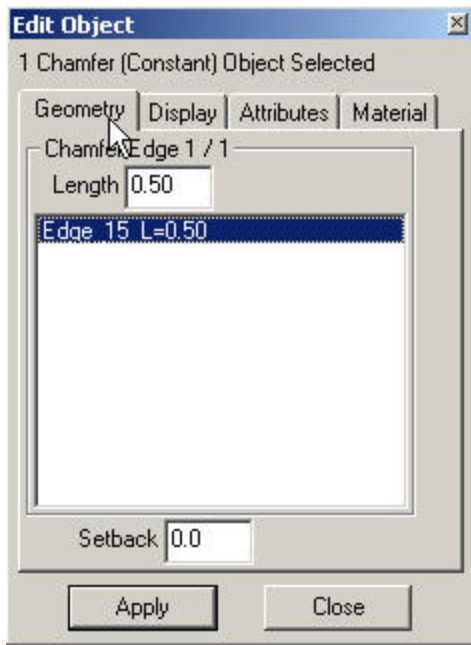 Edit Object
1 Chamfer (Constant) Object Selected
Geometry Display Attributes Material
Chamfer Edge 1 / 1
Length 0.50
Edge 15 L=0.50
Setback 0.0
Apply Close